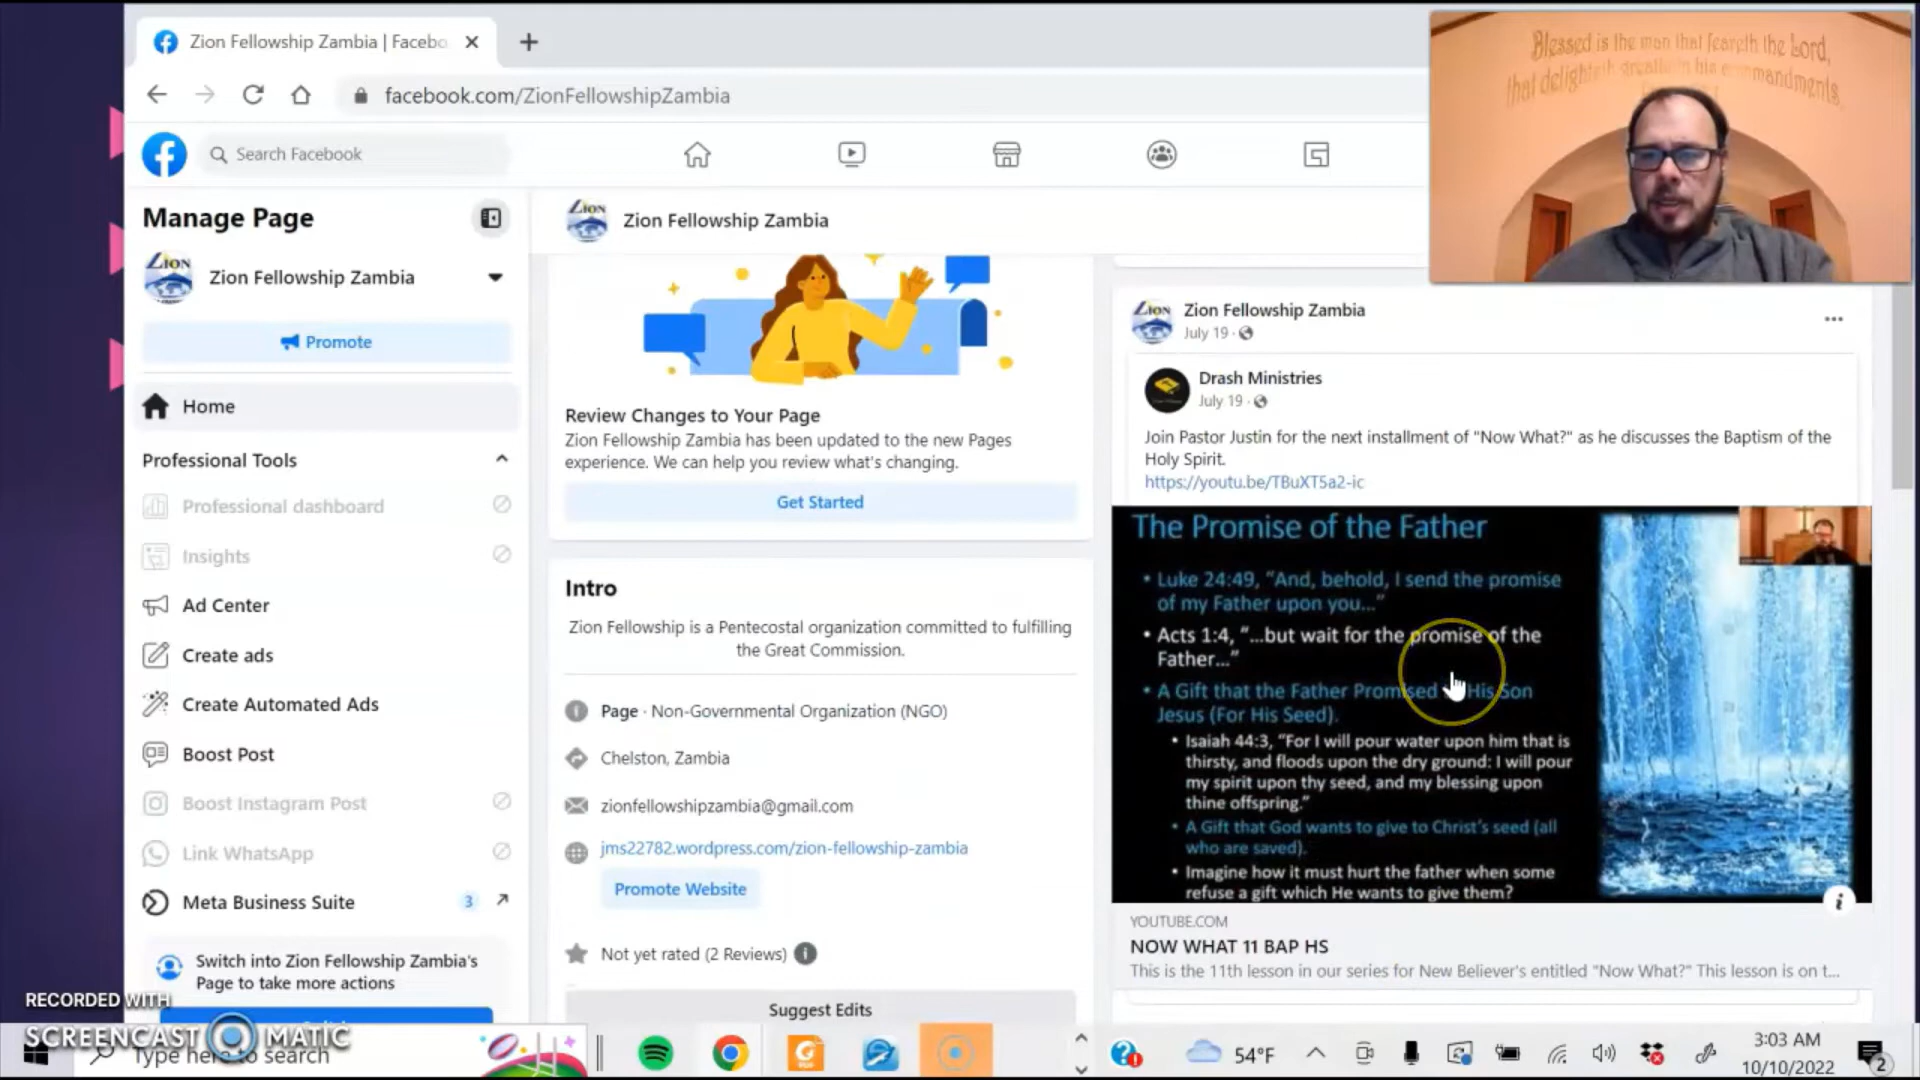 Zion Fellowship Zambia | Facebo
facebook.com/ZionFellowshipZambia
Blessed is the man that feareth the Lord,
that delighteth greatly in his commandments.
Search Facebook
Manage Page
Zion Fellowship Zambia
Promote
Home
Professional Tools
Professional dashboard
Insights
Ad Center
Create ads
Create Automated Ads
Boost Post
Boost Instagram Post
Link WhatsApp
Meta Business Suite 3
Switch into Zion Fellowship Zambia's
Page to take more actions
ZION
Zion Fellowship Zambia
Review Changes to Your Page
Zion Fellowship Zambia has been updated to the new Pages
experience. We can help you review what's changing.
Get Started
Intro
Zion Fellowship is a Pentecostal organization committed to fulfilling
the Great Commission.
Page · Non-Governmental Organization (NGO)
Chelston, Zambia
zionfellowshipzambia@gmail.com
jms22782.wordpress.com/zion-fellowship-zambia
Promote Website
Not yet rated (2 Reviews)
Suggest Edits
Zion Fellowship Zambia
July 19 ·
Drash Ministries
July 19 ·
Join Pastor Justin for the next installment of "Now What?" as he discusses the Baptism of the
Holy Spirit.
https://youtu.be/TBuXT5a2-ic
The Promise of the Father
• Luke 24:49, "And, behold, I send the promise
of my Father upon you..."
• Acts 1:4, "...but wait for the promise of the
Father..."
• A Gift that the Father Promised His Son
Jesus (For His Seed).
• Isaiah 44:3, "For I will pour water upon him that is
thirsty, and floods upon the dry ground: I will pour
my spirit upon thy seed, and my blessing upon
thine offspring."
• A Gift that God wants to give to Christ's seed (all
who are saved).
• Imagine how it must hurt the father when some
refuse a gift which He wants to give them?
YOUTUBE.COM
NOW WHAT 11 BAP HS
This is the 11th lesson in our series for New Believer's entitled "Now What?" This lesson is on t...
RECORDED WITH
SCREENCAST MATIC
Type here to search
54°F
3:03 AM
10/10/2022
2